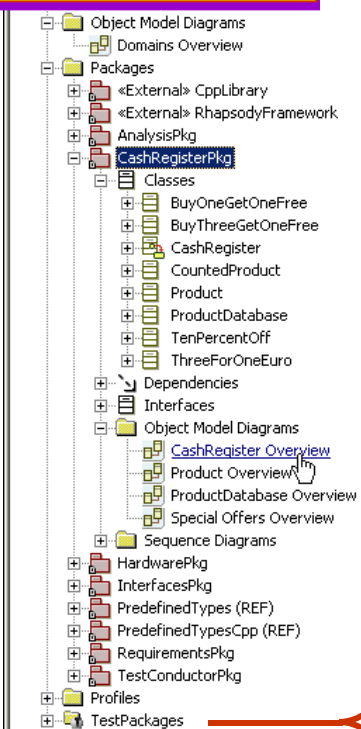 Object Model Diagrams
Domains Overview
Packages
«External» CppLibrary
«External» RhapsodyFramework
AnalysisPkg
CashRegisterPkg
Classes
BuyOneGetOneFree
BuyThreeGetOneFree
CashRegister
CountedProduct
Product
ProductDatabase
TenPercentOff
ThreeForOneEuro
Dependencies
Interfaces
Object Model Diagrams
CashRegister Overview
Product Overview
ProductDatabase Overview
Special Offers Overview
Sequence Diagrams
HardwarePkg
InterfacesPkg
PredefinedTypes (REF)
PredefinedTypesCpp (REF)
RequirementsPkg
TestConductorPkg
Profiles
TestPackages